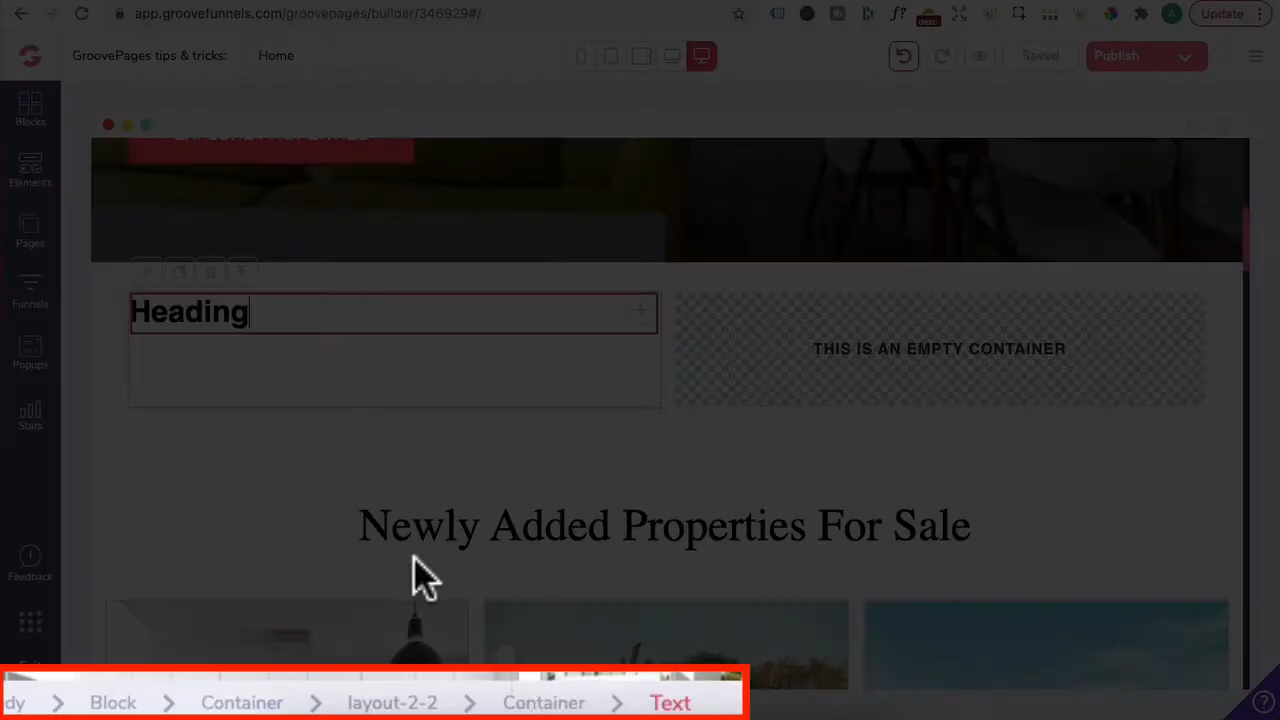 app.groovefunnels.com/groovepages/builder/346929#/
f?
desc
A
Update
GroovePages tips & tricks:
Home
Saved
Publish
Blocks
Elements
Pages
Funnels
Popups
Stats
Feedback
Heading
THIS IS AN EMPTY CONTAINER
Newly Added Properties For Sale
dy > Block > Container > layout-2-2 > Container > Text
?